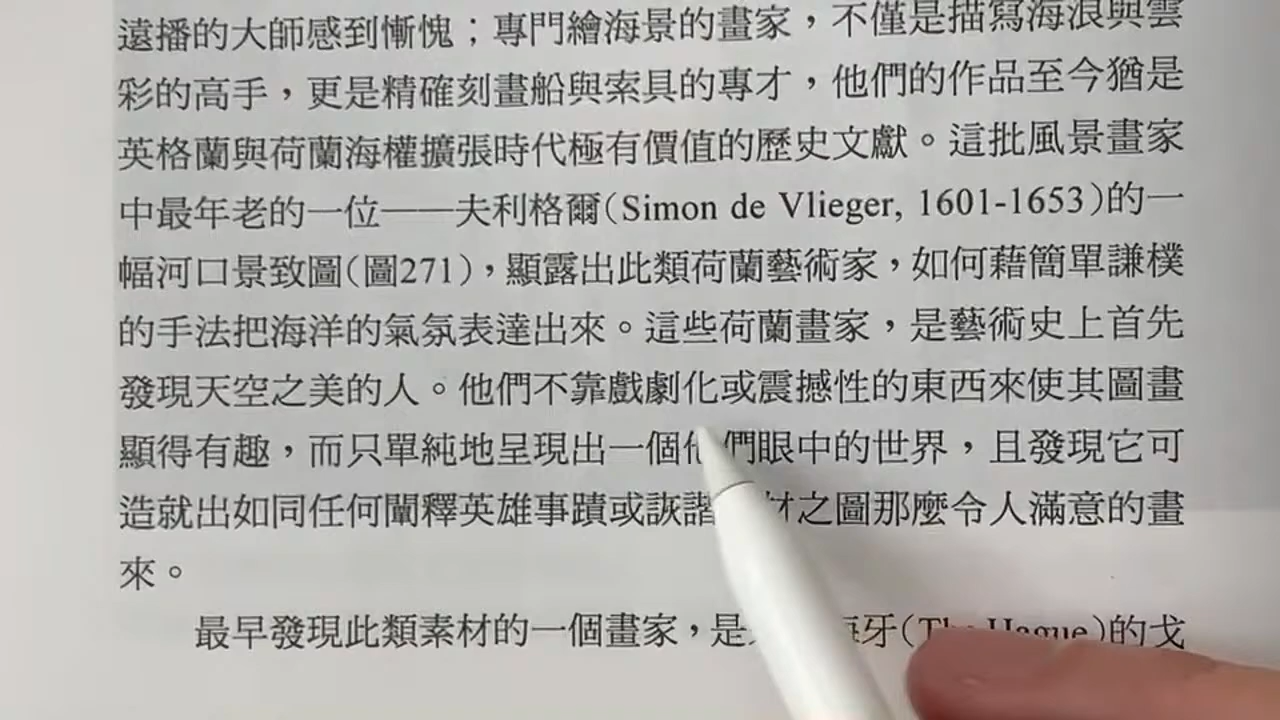 遠播的大師感到慚愧；專門繪海景的畫家，不僅是描寫海浪與雲
彩的高手，更是精確刻畫船與索具的專才，他們的作品至今猶是
英格蘭與荷蘭海權擴張時代極有價值的歷史文獻。這批風景畫家
中最年老的一位——夫利格爾（Simon de Vlieger, 1601-1653）的一
幅河口景致圖（圖271），顯露出此類荷蘭藝術家，如何藉簡單謙樸
的手法把海洋的氣氛表達出來。這些荷蘭畫家，是藝術史上首先
發現天空之美的人。他們不靠戲劇化或震撼性的東西來使其圖畫
顯得有趣，而只單純地呈現出一個他們眼中的世界，且發現它可
造就出如同任何闡釋英雄事蹟或詼諧材之圖那麼令人滿意的畫
來。
最早發現此類素材的一個畫家，是牙（The Hague）的戈